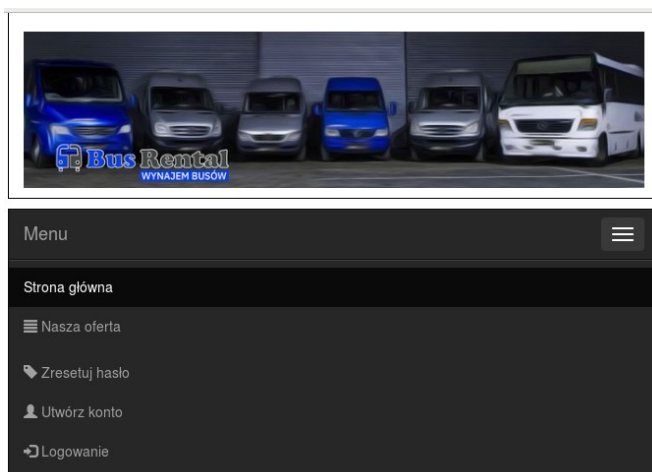 Bus Rental
WYNAJEM BUSÓW
Menu
Strona główna
Nasza oferta
Zresetuj hasło
Utwórz konto
Logowanie